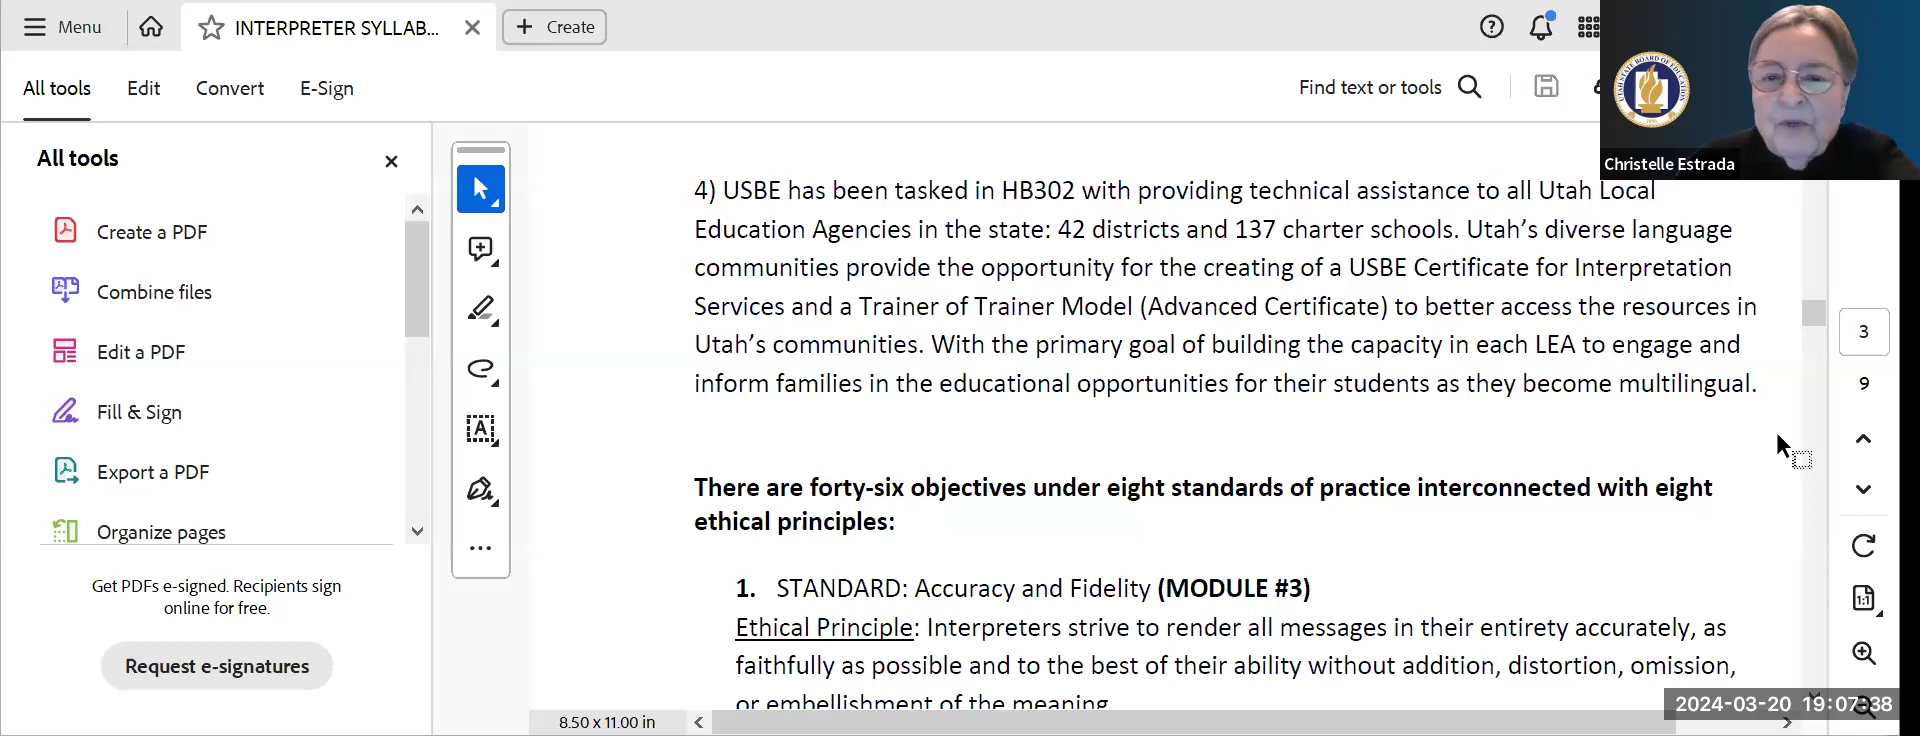 Menu
INTERPRETER SYLLAB...
Create
All tools
Edit
Convert
E-Sign
Find text or tools
UTAH STATE BOARD OF EDUCATION
Christelle Estrada
All tools
Create a PDF
Combine files
Edit a PDF
Fill & Sign
Export a PDF
Organize pages
Get PDFs e-signed. Recipients sign
online for free.
Request e-signatures
4) USBE has been tasked in HB302 with providing technical assistance to all Utah Local
Education Agencies in the state: 42 districts and 137 charter schools. Utah’s diverse language
communities provide the opportunity for the creating of a USBE Certificate for Interpretation
Services and a Trainer of Trainer Model (Advanced Certificate) to better access the resources in
Utah’s communities. With the primary goal of building the capacity in each LEA to engage and
inform families in the educational opportunities for their students as they become multilingual.
There are forty-six objectives under eight standards of practice interconnected with eight
ethical principles:
1. STANDARD: Accuracy and Fidelity (MODULE #3)
Ethical Principle: Interpreters strive to render all messages in their entirety accurately, as
faithfully as possible and to the best of their ability without addition, distortion, omission,
or embellishment of the meaning
3
9
1:1
8.50 x 11.00 in
2024-03-20 19:07:38